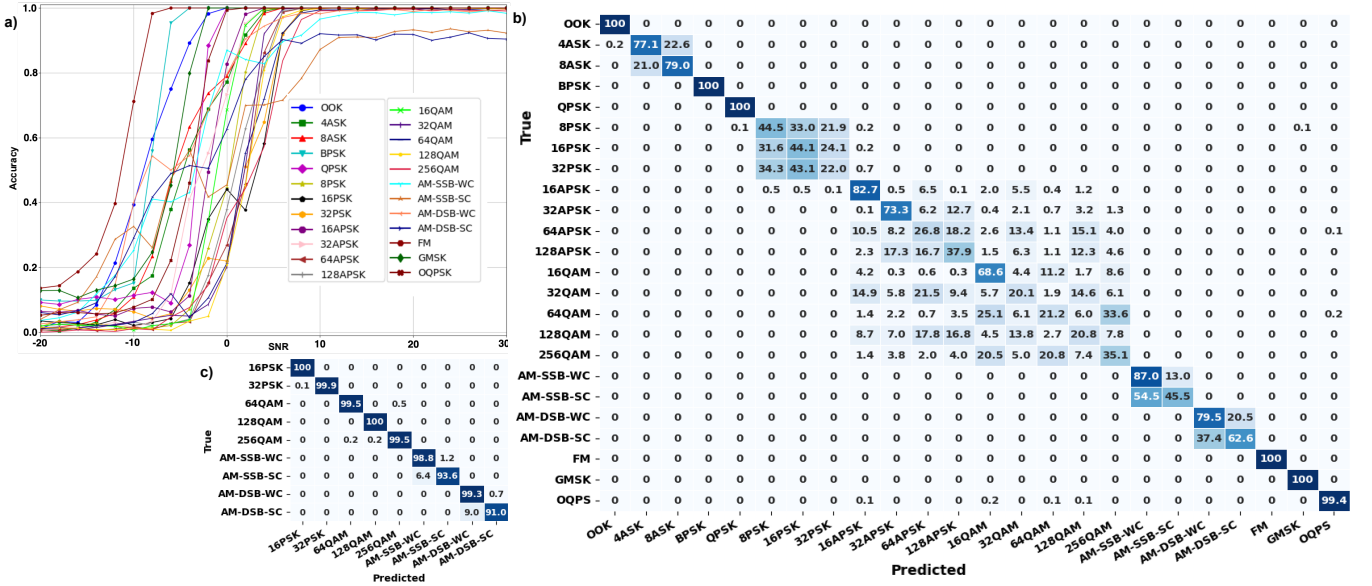 a)
Accuracy
1.0
0.8
0.6
0.4
0.2
0.0
-20 -10 0 10 20 30
SNR
OOK
4ASK
8ASK
BPSK
QPSK
8PSK
16PSK
32PSK
16APSK
32APSK
64APSK
128APSK
16QAM
32QAM
64QAM
128QAM
256QAM
AM-SSB-WC
AM-SSB-SC
AM-DSB-WC
AM-DSB-SC
FM
GMSK
OQPSK
c)
True
16PSK 100 0 0 0 0 0 0 0 0
32PSK 0.1 99.9 0 0 0 0 0 0 0
64QAM 0 0 99.5 0 0.5 0 0 0 0
128QAM 0 0 0 100 0 0 0 0 0
256QAM 0 0 0.2 0.2 99.5 0 0 0 0
AM-SSB-WC 0 0 0 0 0 98.8 1.2 0 0
AM-SSB-SC 0 0 0 0 0 6.4 93.6 0 0
AM-DSB-WC 0 0 0 0 0 0 0 99.3 0.7
AM-DSB-SC 0 0 0 0 0 0 0 9.0 91.0
16PSK 32PSK 64QAM 128QAM 256QAM AM-SSB-WC AM-SSB-SC AM-DSB-WC AM-DSB-SC
Predicted
b)
True
OOK 100 0 0 0 0 0 0 0 0 0 0 0 0 0 0 0 0 0 0 0 0 0 0 0
4ASK 0.2 77.1 22.6 0 0 0 0 0 0 0 0 0 0 0 0 0 0 0 0 0 0 0 0 0
8ASK 0 21.0 79.0 0 0 0 0 0 0 0 0 0 0 0 0 0 0 0 0 0 0 0 0 0
BPSK 0 0 0 100 0 0 0 0 0 0 0 0 0 0 0 0 0 0 0 0 0 0 0 0
QPSK 0 0 0 0 100 0 0 0 0 0 0 0 0 0 0 0 0 0 0 0 0 0 0 0
8PSK 0 0 0 0 0.1 44.5 33.0 21.9 0.2 0 0 0 0 0 0 0 0 0 0 0 0 0 0.1 0
16PSK 0 0 0 0 0 31.6 44.1 24.1 0.2 0 0 0 0 0 0 0 0 0 0 0 0 0 0 0
32PSK 0 0 0 0 0 34.3 43.1 22.0 0.7 0 0 0 0 0 0 0 0 0 0 0 0 0 0 0
16APSK 0 0 0 0 0 0.5 0.5 0.1 82.7 0.5 6.5 0.1 2.0 5.5 0.4 1.2 0 0 0 0 0 0 0 0
32APSK 0 0 0 0 0 0 0 0 0.1 73.3 6.2 12.7 0.4 2.1 0.7 3.2 1.3 0 0 0 0 0 0 0
64APSK 0 0 0 0 0 0 0 0 10.5 8.2 26.8 18.2 2.6 13.4 1.1 15.1 4.0 0 0 0 0 0 0 0.1
128APSK 0 0 0 0 0 0 0 0 2.3 17.3 16.7 37.9 1.5 6.3 1.1 12.3 4.6 0 0 0 0 0 0 0
16QAM 0 0 0 0 0 0 0 0 4.2 0.3 0.6 0.3 68.6 4.4 11.2 1.7 8.6 0 0 0 0 0 0 0
32QAM 0 0 0 0 0 0 0 0 14.9 5.8 21.5 9.4 5.7 20.1 1.9 14.6 6.1 0 0 0 0 0 0 0
64QAM 0 0 0 0 0 0 0 0 1.4 2.2 0.7 3.5 25.1 6.1 21.2 6.0 33.6 0 0 0 0 0 0 0.2
128QAM 0 0 0 0 0 0 0 0 8.7 7.0 17.8 16.8 4.5 13.8 2.7 20.8 7.8 0 0 0 0 0 0 0
256QAM 0 0 0 0 0 0 0 0 1.4 3.8 2.0 4.0 20.5 5.0 20.8 7.4 35.1 0 0 0 0 0 0 0
AM-SSB-WC 0 0 0 0 0 0 0 0 0 0 0 0 0 0 0 0 0 87.0 13.0 0 0 0 0 0
AM-SSB-SC 0 0 0 0 0 0 0 0 0 0 0 0 0 0 0 0 0 54.5 45.5 0 0 0 0 0
AM-DSB-WC 0 0 0 0 0 0 0 0 0 0 0 0 0 0 0 0 0 0 0 79.5 20.5 0 0 0
AM-DSB-SC 0 0 0 0 0 0 0 0 0 0 0 0 0 0 0 0 0 0 0 37.4 62.6 0 0 0
FM 0 0 0 0 0 0 0 0 0 0 0 0 0 0 0 0 0 0 0 0 0 100 0 0
GMSK 0 0 0 0 0 0 0 0 0 0 0 0 0 0 0 0 0 0 0 0 0 0 100 0
OQPS 0 0 0 0 0 0 0 0 0.1 0 0 0 0.2 0 0.1 0.1 0 0 0 0 0 0 0 99.4
OOK 4ASK 8ASK BPSK QPSK 8PSK 16PSK 32PSK 16APSK 32APSK 64APSK 128APSK 16QAM 32QAM 64QAM 128QAM 256QAM AM-SSB-WC AM-SSB-SC AM-DSB-WC AM-DSB-SC FM GMSK OQPS
Predicted